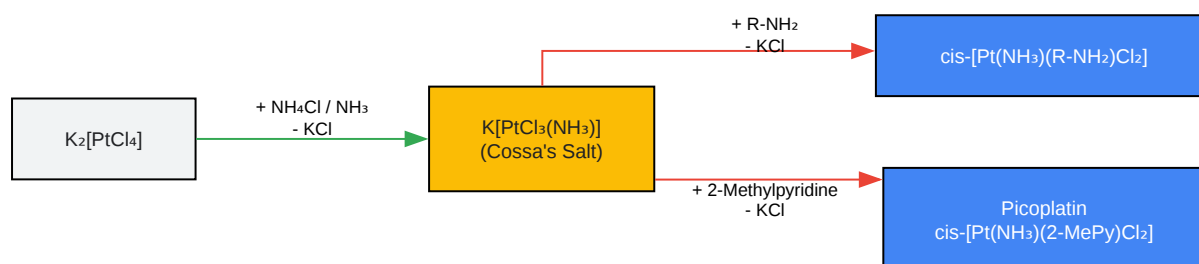 K₂[PtCl₄]
+ NH₄Cl / NH₃
- KCl
K[PtCl₃(NH₃)]
(Cossa's Salt)
+ R-NH₂
- KCl
cis-[Pt(NH₃)(R-NH₂)Cl₂]
+ 2-Methylpyridine
- KCl
Picoplatin
cis-[Pt(NH₃)(2-MePy)Cl₂]